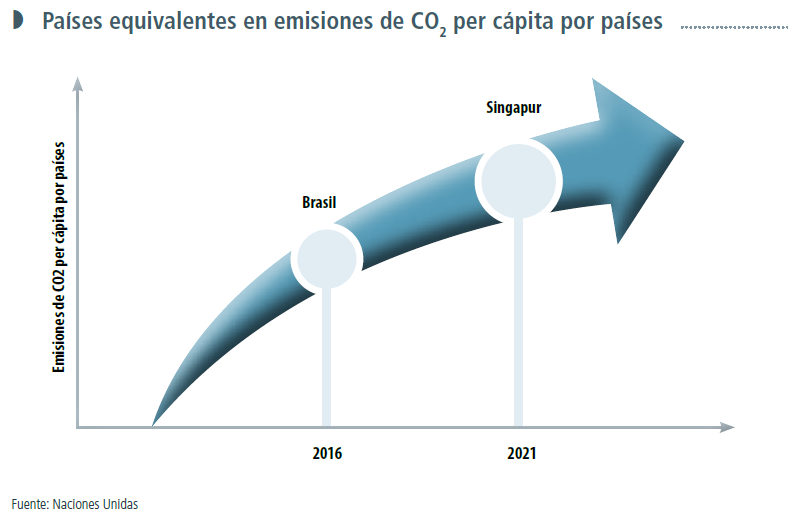 Países equivalentes en emisiones de CO2 per cápita por países
Singapur
Brasil
Emisiones de CO2 per cápita por países
2016
2021
Fuente: Naciones Unidas